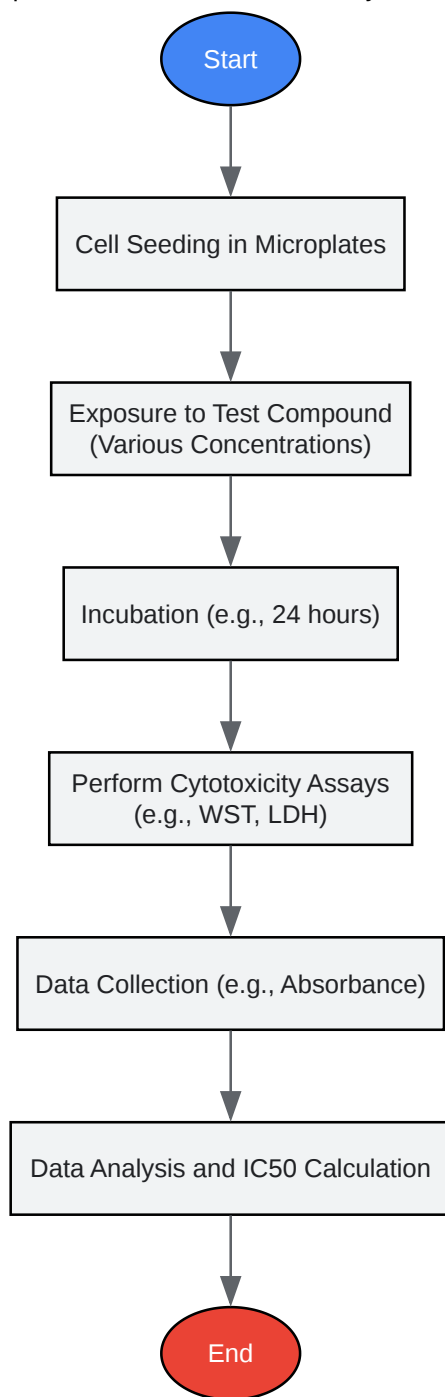 Start
Cell Seeding in Microplates
Exposure to Test Compound
(Various Concentrations)
Incubation (e.g., 24 hours)
Perform Cytotoxicity Assays
(e.g., WST, LDH)
Data Collection (e.g., Absorbance)
Data Analysis and IC50 Calculation
End